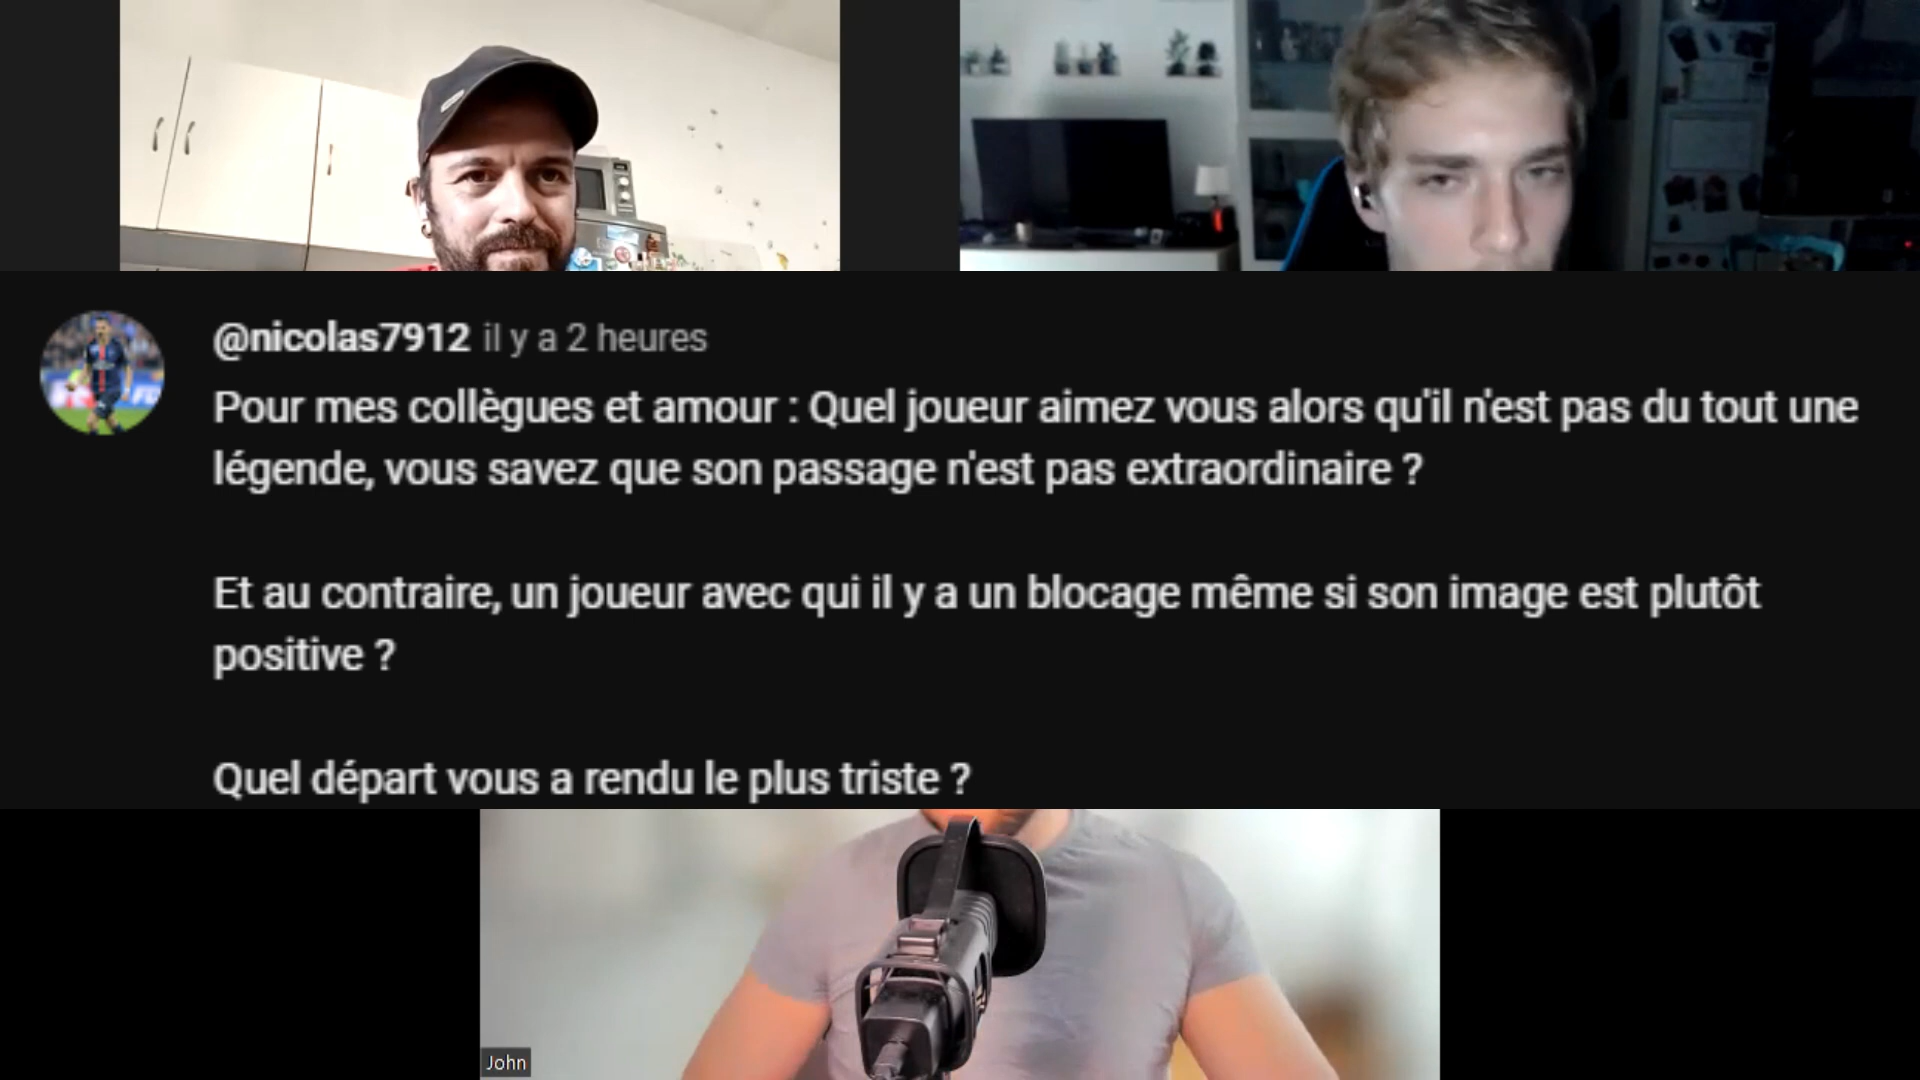 @nicolas7912 il y a 2 heures
Pour mes collègues et amour : Quel joueur aimez vous alors qu'il n'est pas du tout une
légende, vous savez que son passage n'est pas extraordinaire ?
Et au contraire, un joueur avec qui il y a un blocage même si son image est plutôt
positive ?
Quel départ vous a rendu le plus triste ?
John